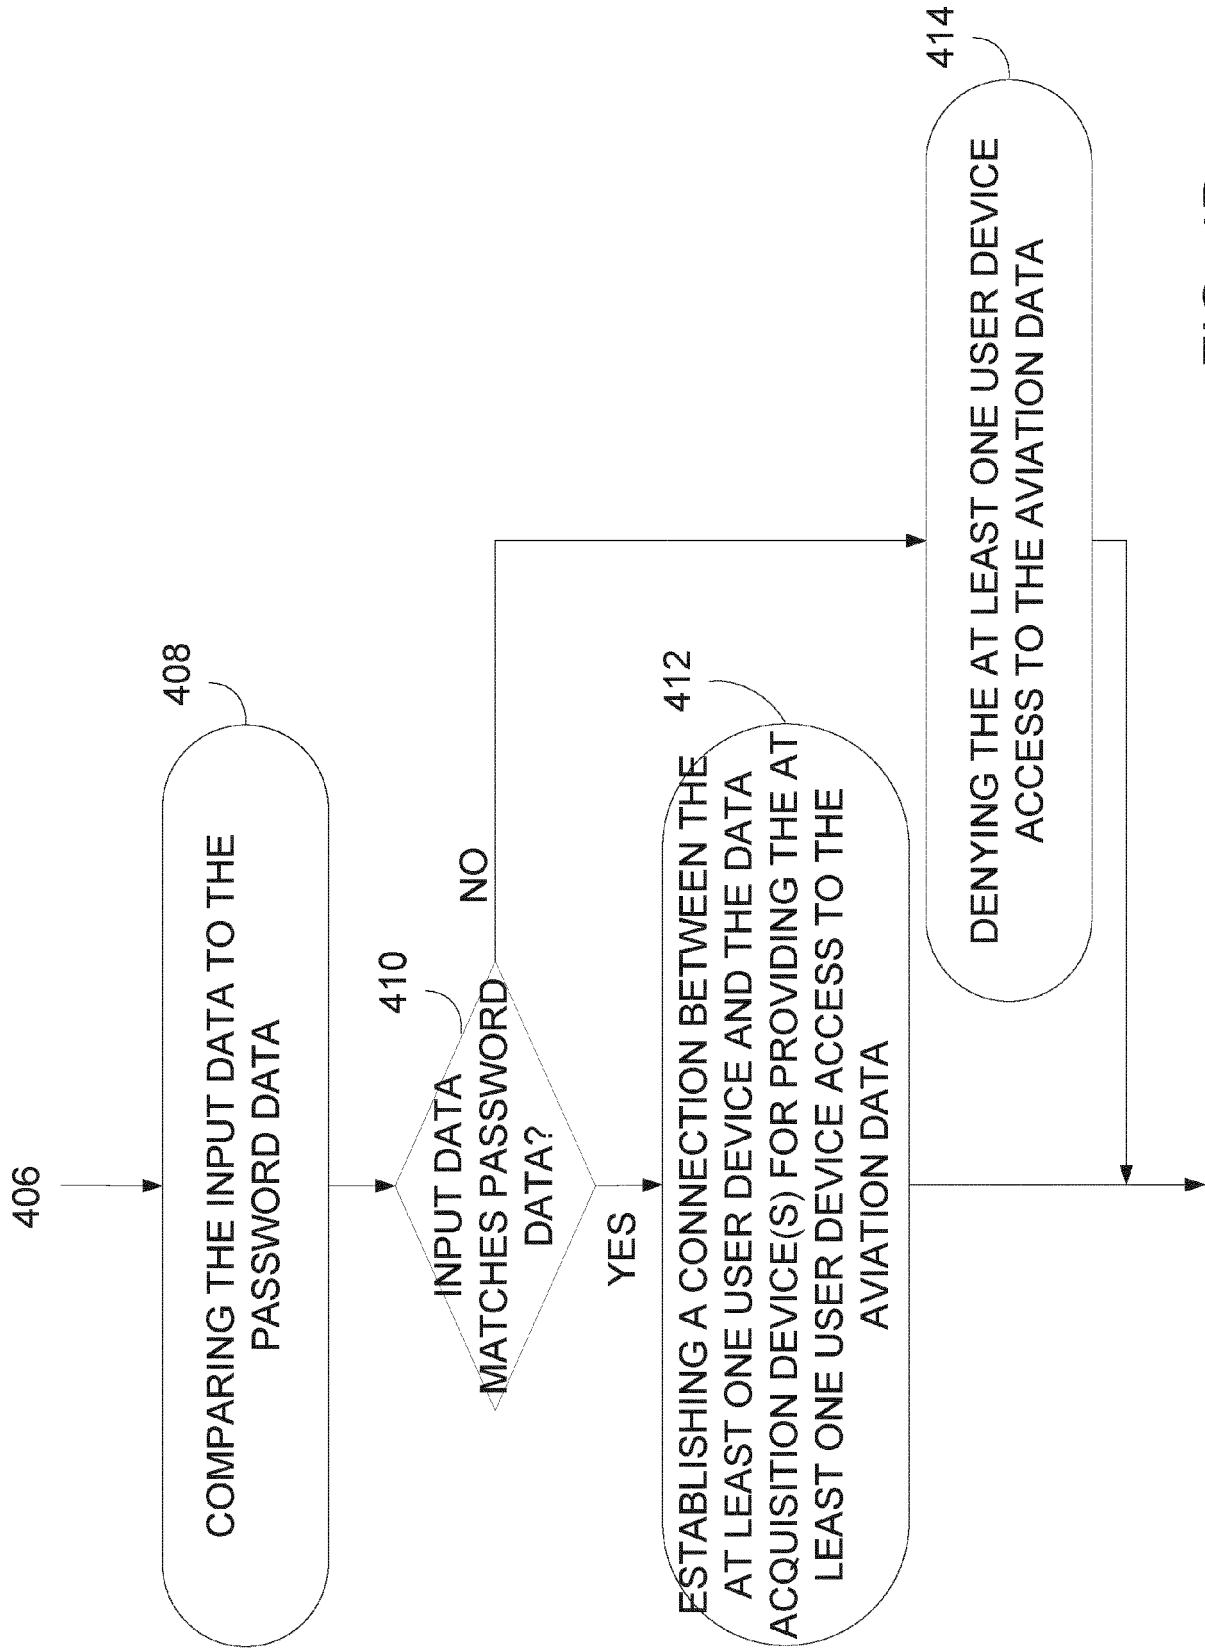 406
408
COMPARING THE INPUT DATA TO THE
PASSWORD DATA
410
INPUT DATA
MATCHES PASSWORD
DATA?
NO
YES
412
ESTABLISHING A CONNECTION BETWEEN THE
AT LEAST ONE USER DEVICE AND THE DATA
ACQUISITION DEVICE(S) FOR PROVIDING THE AT
LEAST ONE USER DEVICE ACCESS TO THE
AVIATION DATA
414
DENYING THE AT LEAST ONE USER DEVICE
ACCESS TO THE AVIATION DATA